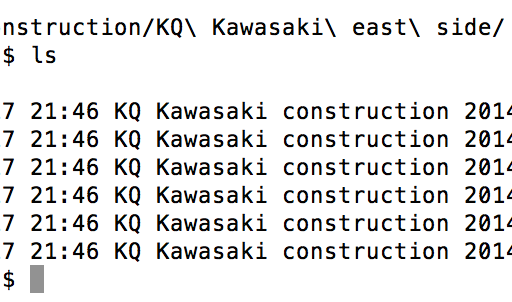 nstruction/KQ\ Kawasaki\ east\ side/
$ ls
7 21:46 KQ Kawasaki construction 2014
7 21:46 KQ Kawasaki construction 2014
7 21:46 KQ Kawasaki construction 2014
7 21:46 KQ Kawasaki construction 2014
7 21:46 KQ Kawasaki construction 2014
7 21:46 KQ Kawasaki construction 2014
$